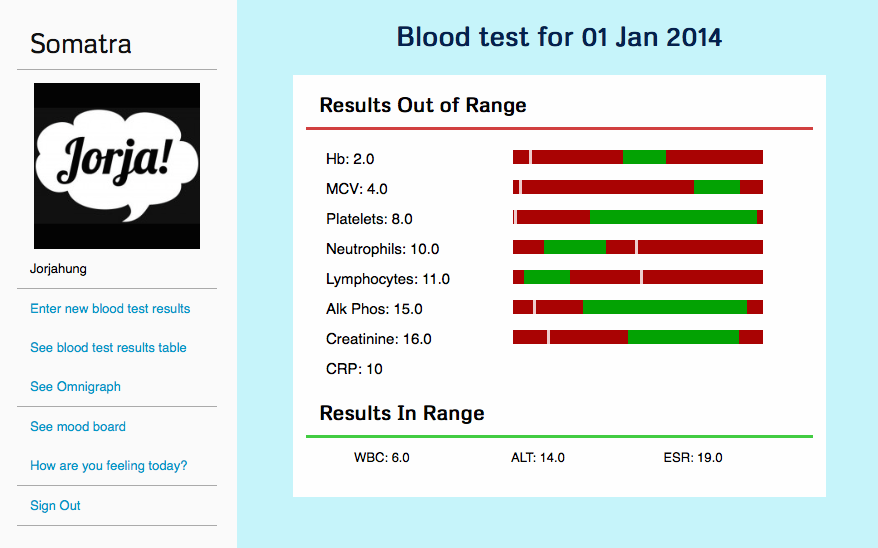 Somatra
Jorja!
Jorjahung
Enter new blood test results
See blood test results table
See Omnigraph
See mood board
How are you feeling today?
Sign Out
Blood test for 01 Jan 2014
Results Out of Range
Hb: 2.0
MCV: 4.0
Platelets: 8.0
Neutrophils: 10.0
Lymphocytes: 11.0
Alk Phos: 15.0
Creatinine: 16.0
CRP: 10
Results In Range
WBC: 6.0 ALT: 14.0 ESR: 19.0